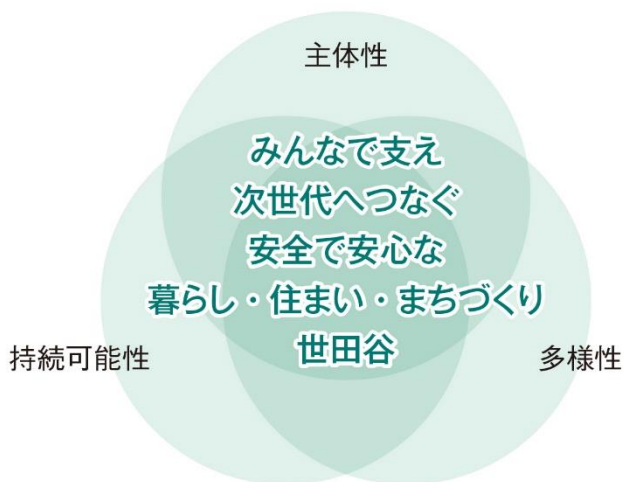 主体性
みんなで支え
次世代へつなぐ
安全で安心な
暮らし・住まい・まちづくり
世田谷
持続可能性
多様性